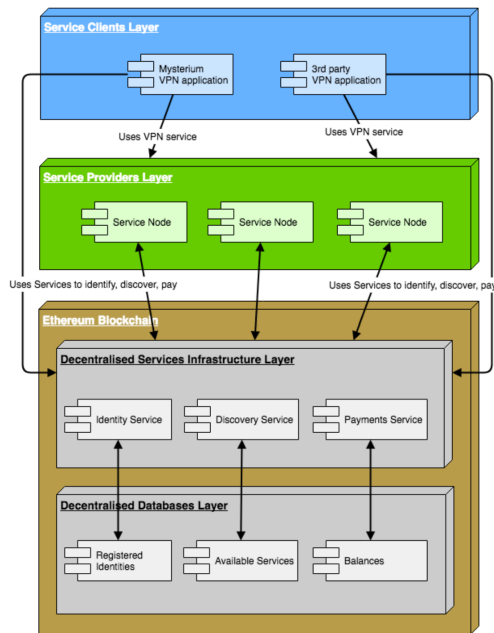 Service Clients Layer
Mysterium
VPN application
3rd party
VPN application
Uses VPN service
Uses VPN service
Service Providers Layer
Service Node
Service Node
Service Node
Uses Services to identify, discover, pay
Uses Services to identify, discover, pay
Ethereum Blockchain
Decentralised Services Infrastructure Layer
Identity Service
Discovery Service
Payments Service
Decentralised Databases Layer
Registered
Identities
Available Services
Balances